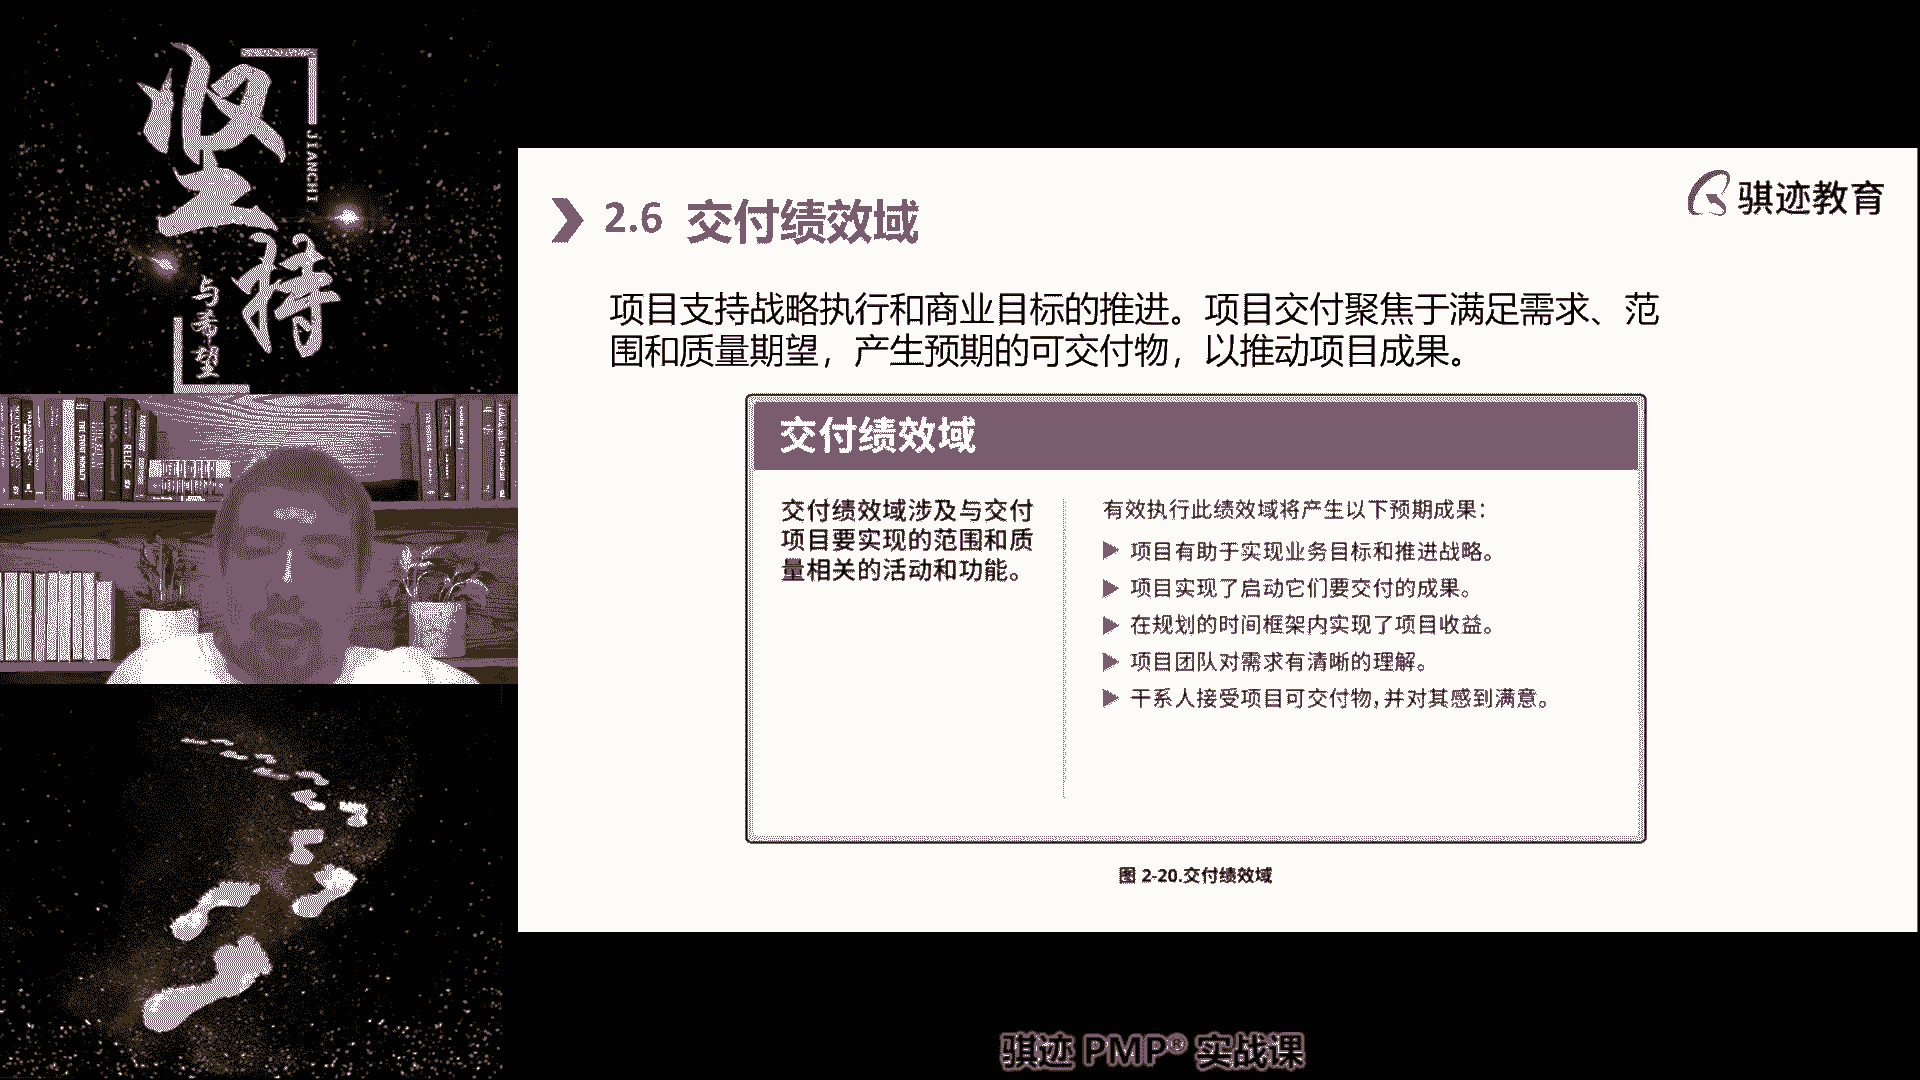 坚持
JIANCHI
与希望
骐迹教育
2.6 交付绩效域
项目支持战略执行和商业目标的推进。项目交付聚焦于满足需求、范
围和质量期望，产生预期的可交付物，以推动项目成果。
交付绩效域
交付绩效域涉及与交付
项目要实现的范围和质
量相关的活动和功能。
有效执行此绩效域将产生以下预期成果：
▶ 项目有助于实现业务目标和推进战略。
▶ 项目实现了启动它们要交付的成果。
▶ 在规划的时间框架内实现了项目收益。
▶ 项目团队对需求有清晰的理解。
▶ 干系人接受项目可交付物，并对其感到满意。
图 2-20.交付绩效域
骐迹 PMP® 实战课